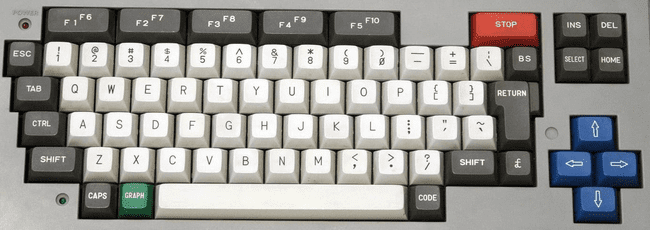 POWER
F1 F6 F2 F7 F3 F8 F4 F9 F5 F10 STOP INS DEL
ESC ! 1 @ 2 # 3 $ 4 % 5 ^ 6 & 7 * 8 ( 9 ) 0 — - + = ¦ \ BS SELECT HOME
TAB Q W E R T Y U I O P { [ } ] RETURN
CTRL A S D F G H J K L : ; " ' ~ `
SHIFT Z X C V B N M < , > . ? / SHIFT £
CAPS GRAPH CODE